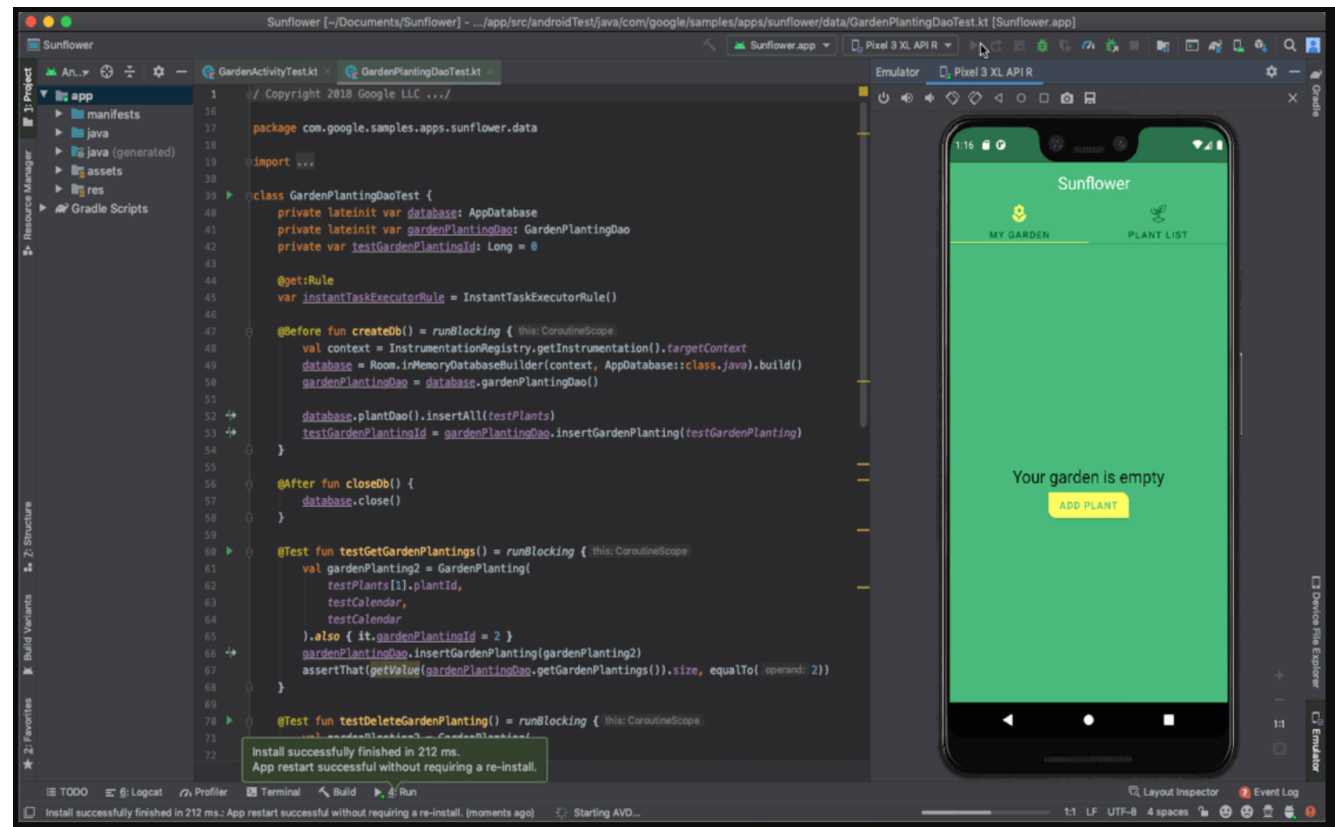 Sunflower [~/Documents/Sunflower] - .../app/src/androidTest/java/com/google/samples/apps/sunflower/data/GardenPlantingDaoTest.kt [Sunflower.app]
Sunflower
Sunflower.app
Pixel 3 XL API R
1: Project
An..
GardenActivityTest.kt
GardenPlantingDaoTest.kt
Emulator
Pixel 3 XL API R
Gradle
app
manifests
java
java (generated)
assets
res
Gradle Scripts
Resource Manager
Z: Structure
Build Variants
2: Favorites
1 / Copyright 2018 Google LLC .../
16
17 package com.google.samples.apps.sunflower.data
18
19 import ...
38
39 class GardenPlantingDaoTest {
40 private lateinit var database: AppDatabase
41 private lateinit var gardenPlantingDao: GardenPlantingDao
42 private var testGardenPlantingId: Long = 0
43
44 @get:Rule
45 var instantTaskExecutorRule = InstantTaskExecutorRule()
46
47 @Before fun createDb() = runBlocking { this: CoroutineScope
48 val context = InstrumentationRegistry.getInstrumentation().targetContext
49 database = Room.inMemoryDatabaseBuilder(context, AppDatabase::class.java).build()
50 gardenPlantingDao = database.gardenPlantingDao()
51
52 database.plantDao().insertAll(testPlants)
53 testGardenPlantingId = gardenPlantingDao.insertGardenPlanting(testGardenPlanting)
54 }
55
56 @After fun closeDb() {
57 database.close()
58 }
59
60 @Test fun testGetGardenPlantings() = runBlocking { this: CoroutineScope
61 val gardenPlanting2 = GardenPlanting(
62 testPlants[1].plantId,
63 testCalendar,
64 testCalendar
65 ).also { it.gardenPlantingId = 2 }
66 gardenPlantingDao.insertGardenPlanting(gardenPlanting2)
67 assertThat(getValue(gardenPlantingDao.getGardenPlantings()).size, equalTo( operand: 2))
68 }
69
70 @Test fun testDeleteGardenPlanting() = runBlocking { this: CoroutineScope
71
72
Install successfully finished in 212 ms.
App restart successful without requiring a re-install.
1:16
Sunflower
MY GARDEN
PLANT LIST
Your garden is empty
ADD PLANT
1:1
Device File Explorer
Emulator
TODO
6: Logcat
Profiler
Terminal
Build
4: Run
Layout Inspector
7 Event Log
Install successfully finished in 212 ms.: App restart successful without requiring a re-install. (moments ago)
Starting AVD...
1:1 LF UTF-8 4 spaces